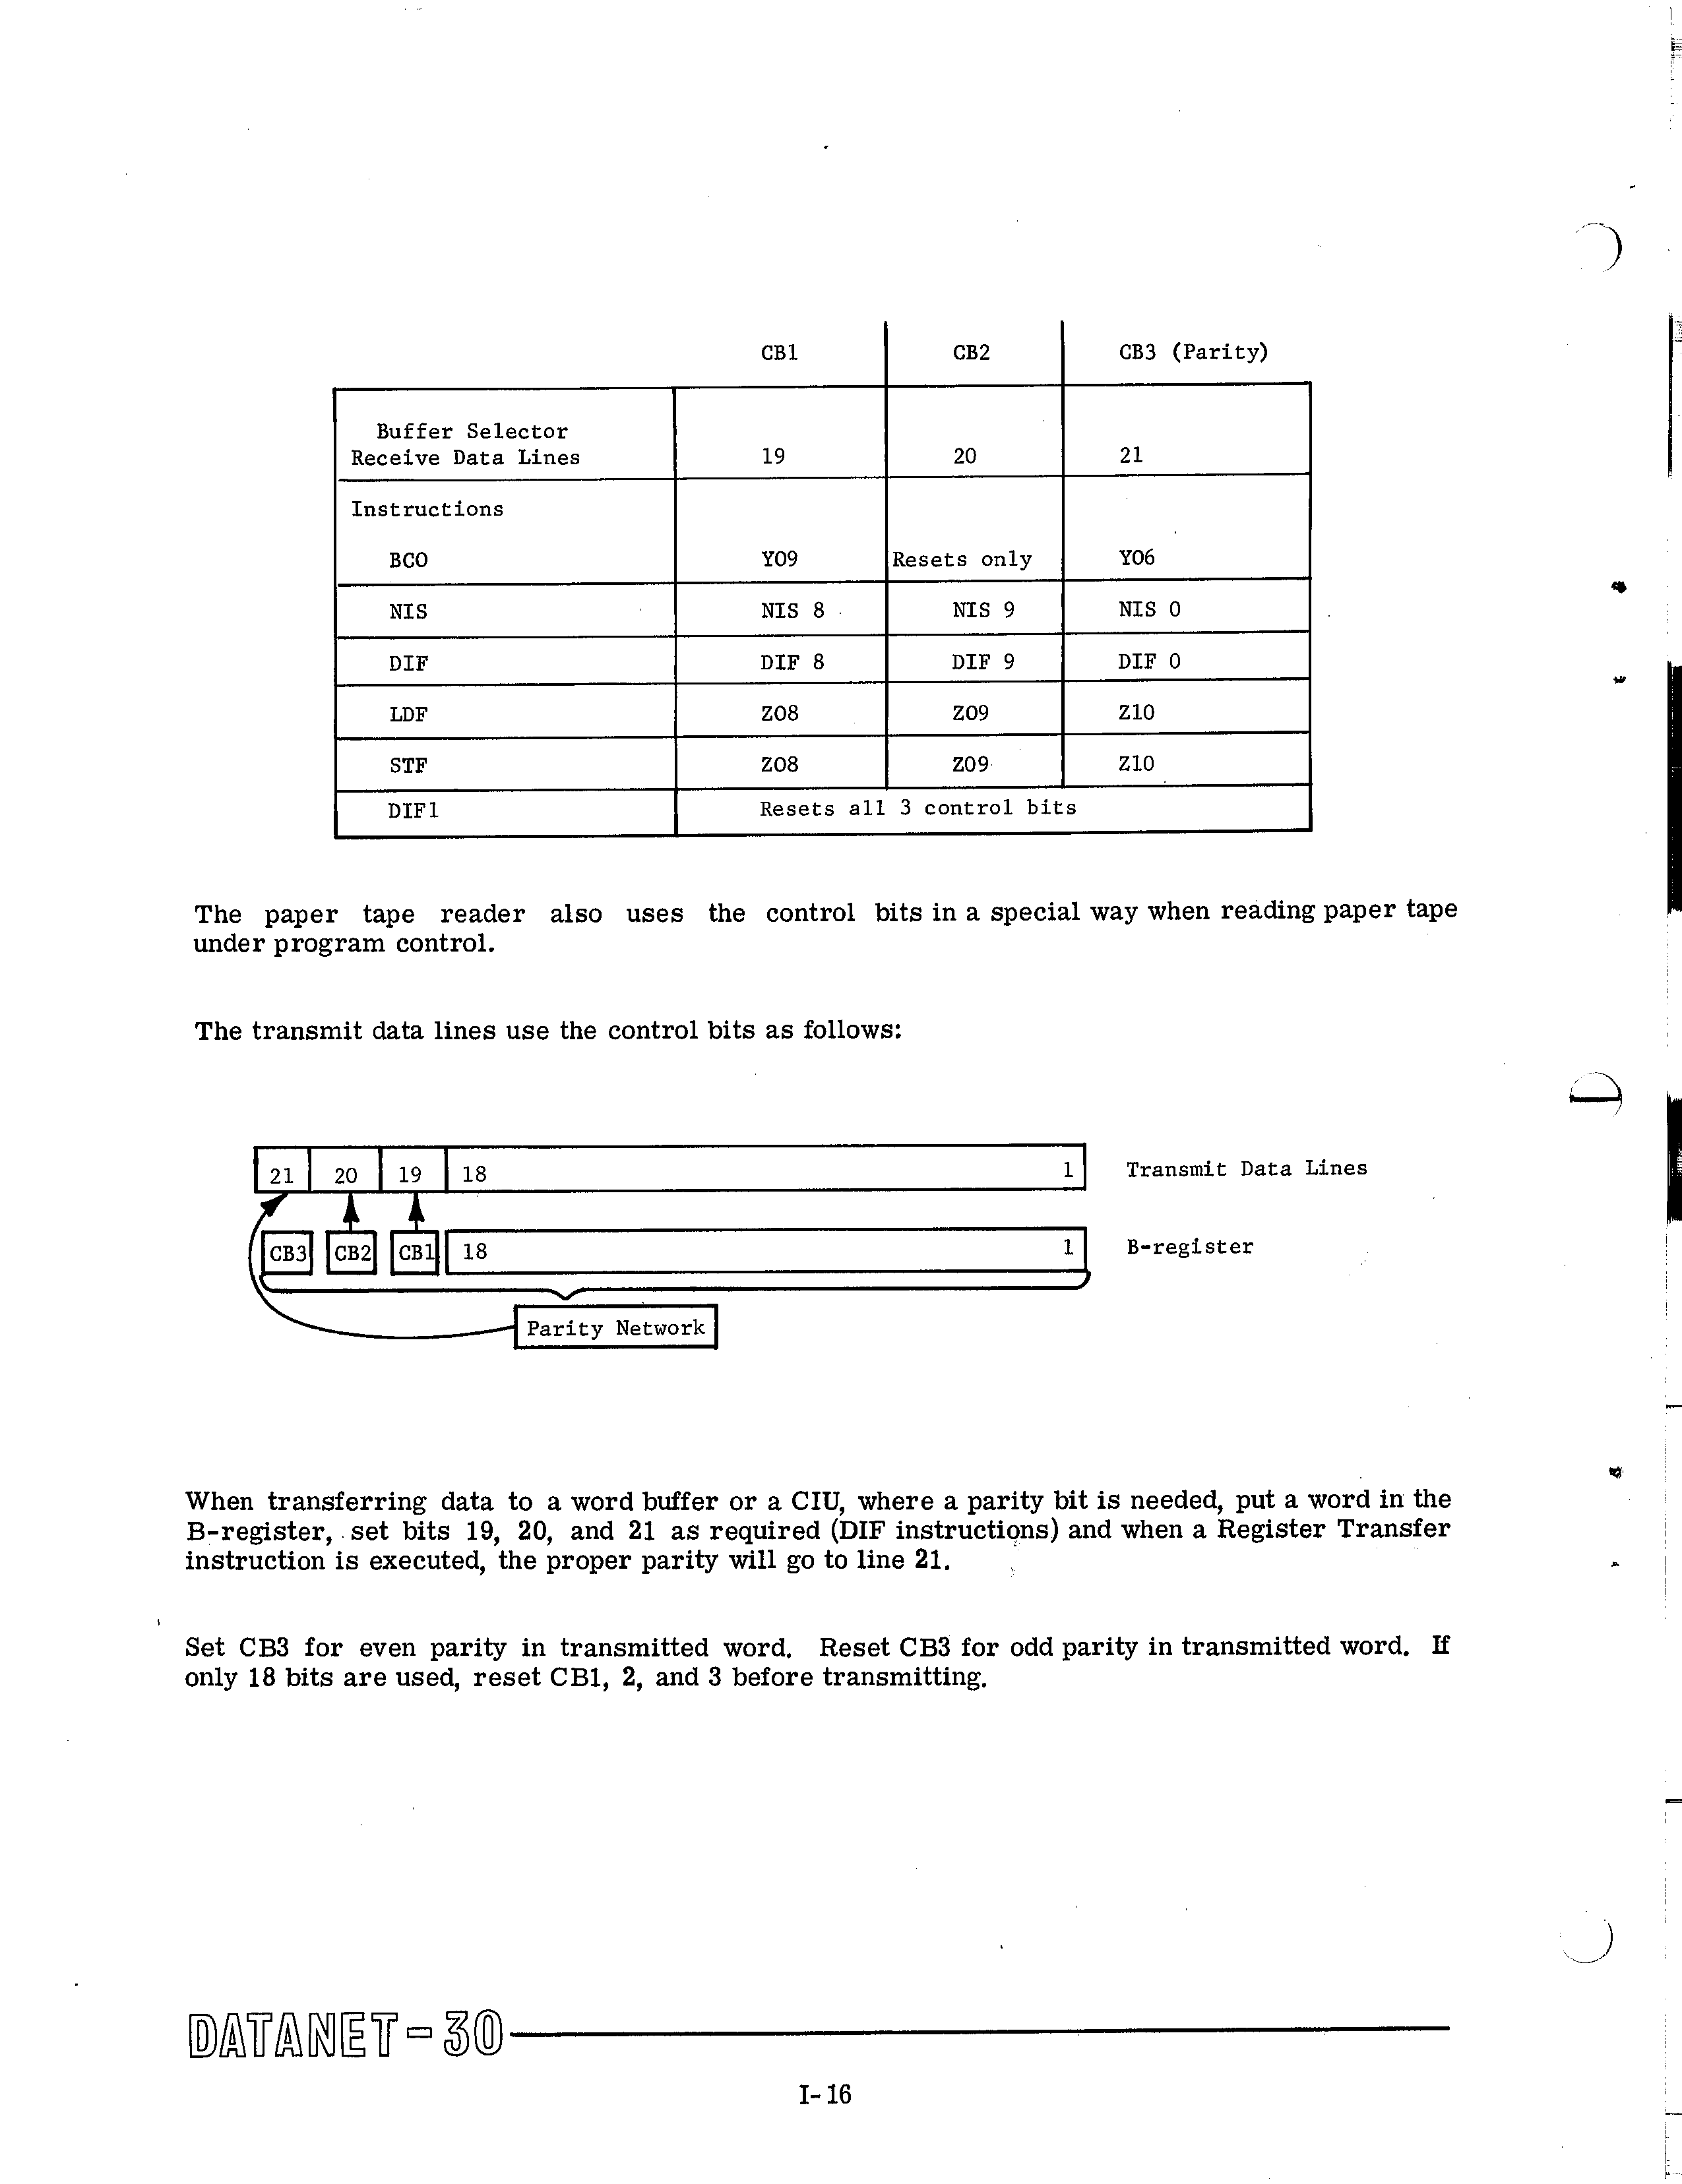 CB1 CB2 CB3 (Parity)
Buffer Selector
Receive Data Lines 19 20 21
Instructions
BCO Y09 Resets only Y06
NIS NIS 8 NIS 9 NIS 0
DIF DIF 8 DIF 9 DIF 0
LDF Z08 Z09 Z10
STF Z08 Z09 Z10
DIF1 Resets all 3 control bits
The paper tape reader also uses the control bits in a special way when reading paper tape
under program control.
The transmit data lines use the control bits as follows:
21 20 19 18 1 Transmit Data Lines
CB3 CB2 CB1 18 1 B-register
Parity Network
When transferring data to a word buffer or a CIU, where a parity bit is needed, put a word in the
B-register, set bits 19, 20, and 21 as required (DIF instructions) and when a Register Transfer
instruction is executed, the proper parity will go to line 21.
Set CB3 for even parity in transmitted word. Reset CB3 for odd parity in transmitted word. If
only 18 bits are used, reset CB1, 2, and 3 before transmitting.
DATANET-30
I-16